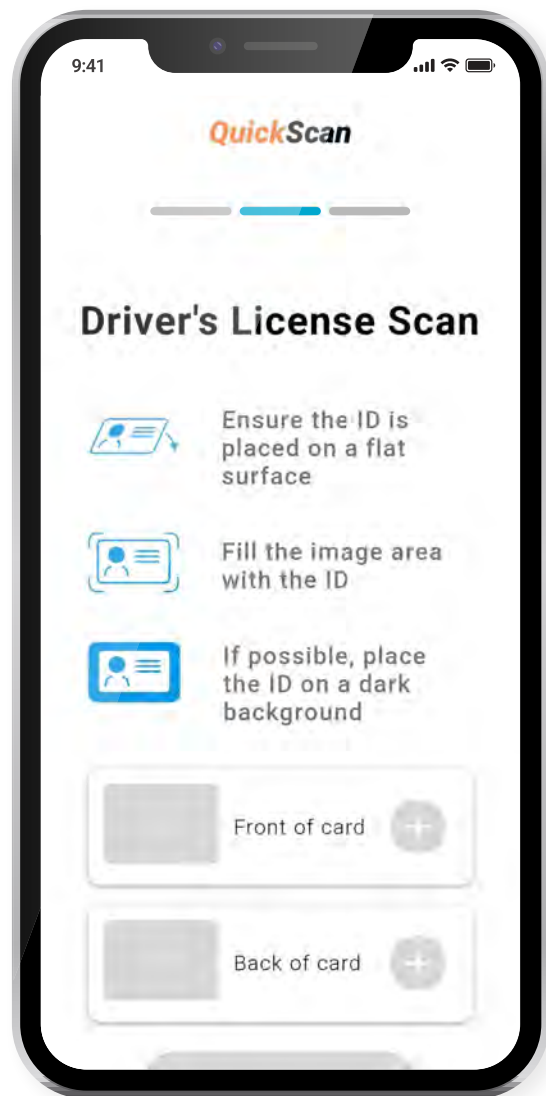 9:41
QuickScan
Driver's License Scan
Ensure the ID is
placed on a flat
surface
Fill the image area
with the ID
If possible, place
the ID on a dark
background
Front of card
Back of card